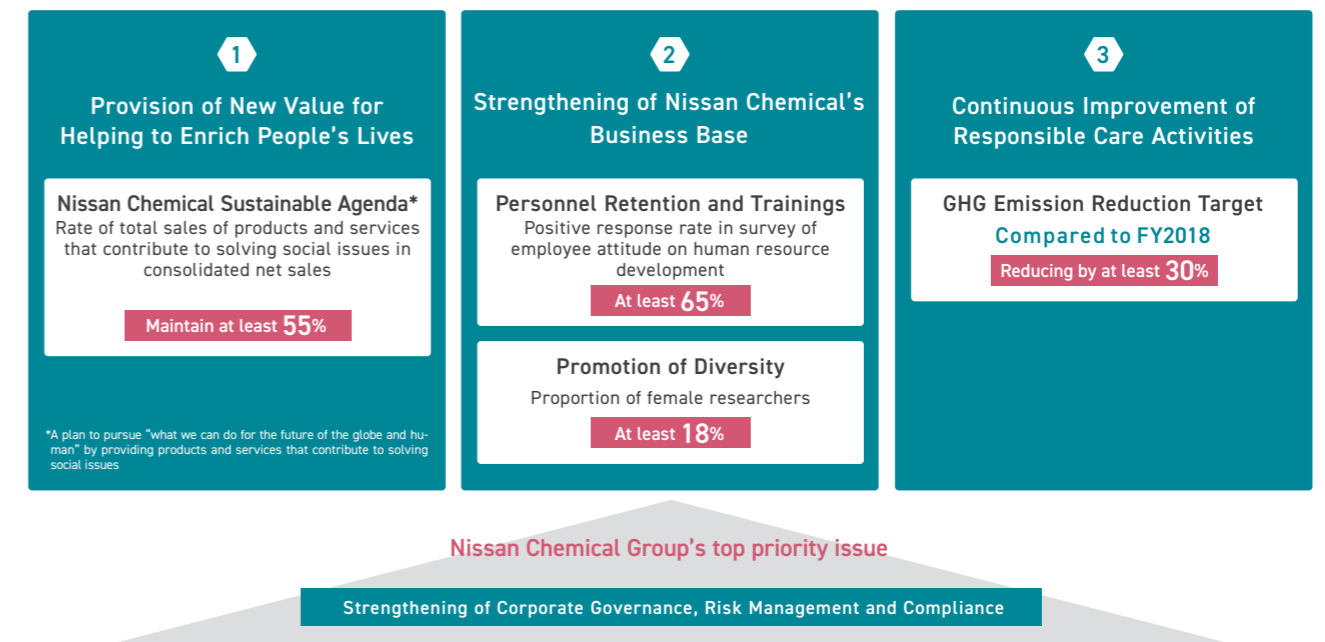 1
Provision of New Value for
Helping to Enrich People's Lives
Nissan Chemical Sustainable Agenda*
Rate of total sales of products and services
that contribute to solving social issues in
consolidated net sales
Maintain at least 55%
*A plan to pursue "what we can do for the future of the globe and hu-
man" by providing products and services that contribute to solving
social issues
2
Strengthening of Nissan Chemical's
Business Base
Personnel Retention and Trainings
Positive response rate in survey of
employee attitude on human resource
development
At least 65%
Promotion of Diversity
Proportion of female researchers
At least 18%
3
Continuous Improvement of
Responsible Care Activities
GHG Emission Reduction Target
Compared to FY2018
Reducing by at least 30%
Nissan Chemical Group's top priority issue
Strengthening of Corporate Governance, Risk Management and Compliance